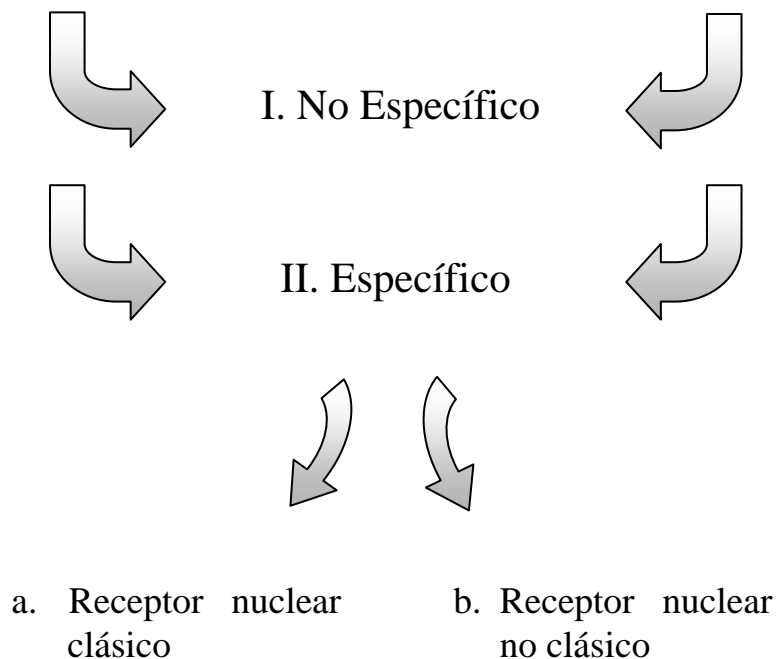 I. No Específico
II. Específico
a. Receptor nuclear
clásico
b. Receptor nuclear
no clásico